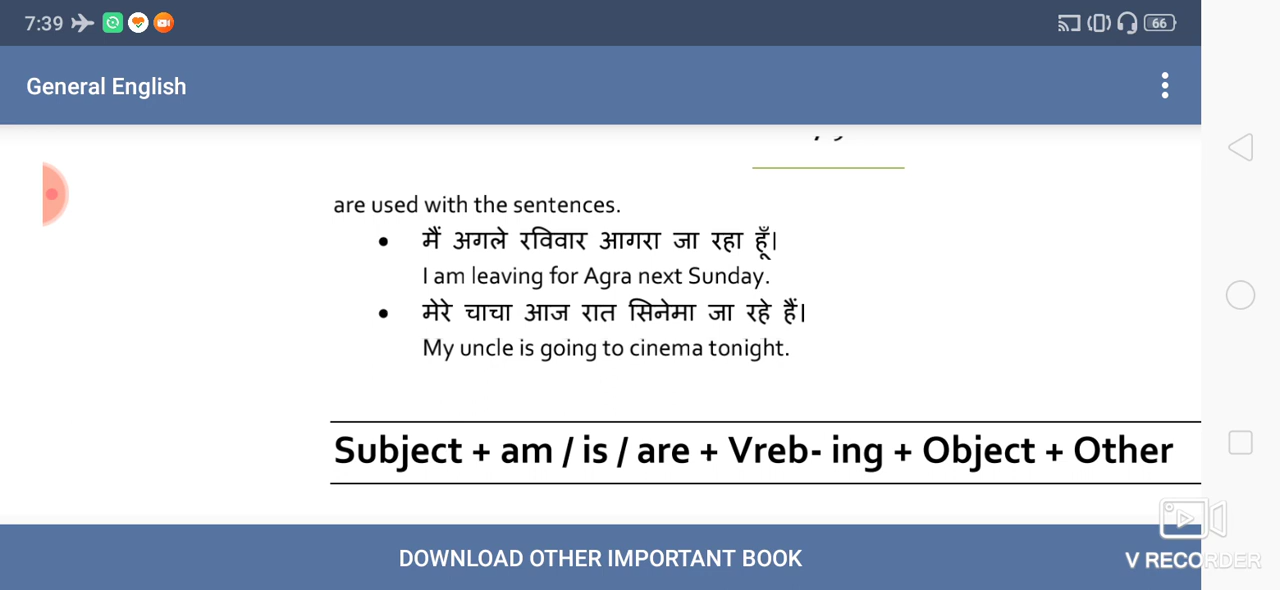 7:39 66
General English
are used with the sentences.
• मैं अगले रविवार आगरा जा रहा हूँ।
I am leaving for Agra next Sunday.
• मेरे चाचा आज रात सिनेमा जा रहे हैं।
My uncle is going to cinema tonight.
Subject + am / is / are + Vreb- ing + Object + Other
DOWNLOAD OTHER IMPORTANT BOOK
V RECORDER